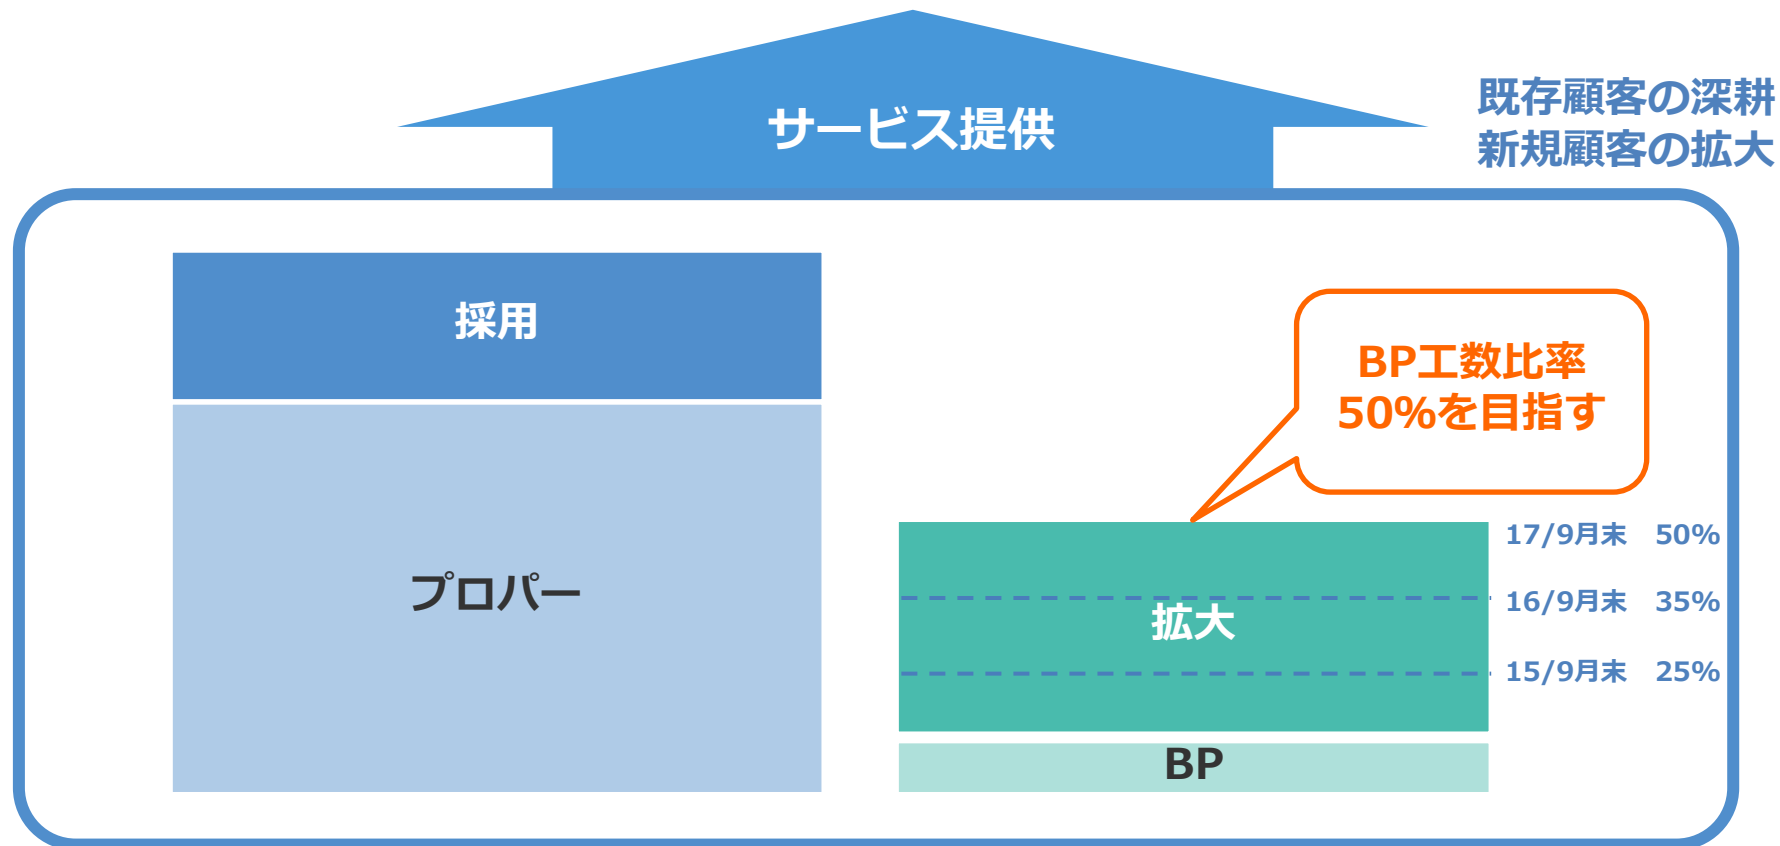 サービス提供
既存顧客の深耕
新規顧客の拡大
採用
プロパー
BP工数比率
50%を目指す
17/9月末　50%
16/9月末　35%
拡大
15/9月末　25%
BP